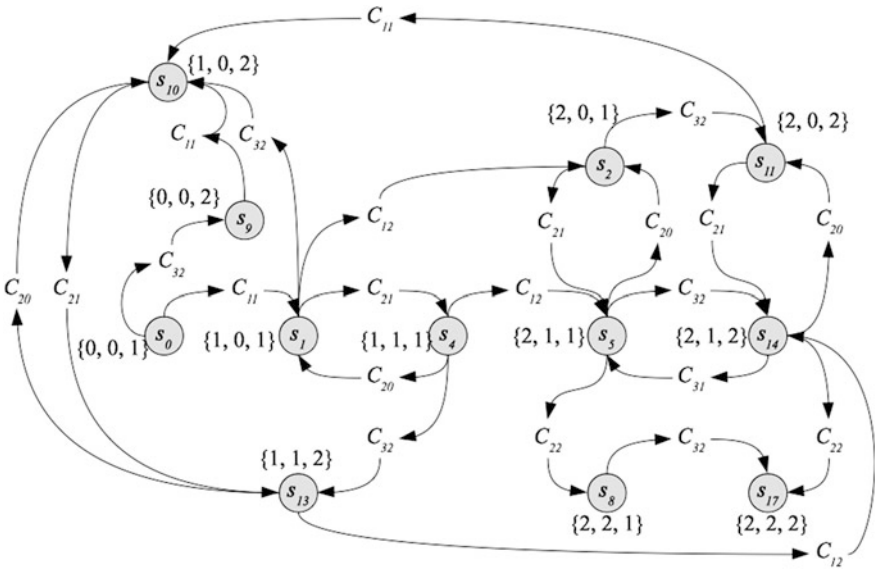 C11
{1, 0, 2}
s10
{2, 0, 1}
C32
{2, 0, 2}
C11
C32
s2
s11
{0, 0, 2}
s9
C12
C21
C20
C21
C20
C32
C20
C21
C11
C21
C12
C32
{0, 0, 1}
s0
{1, 0, 1}
s1
{1, 1, 1}
s4
{2, 1, 1}
s5
{2, 1, 2}
s14
C20
C31
C32
C22
C32
C22
{1, 1, 2}
s13
s8
s17
{2, 2, 1}
{2, 2, 2}
C12